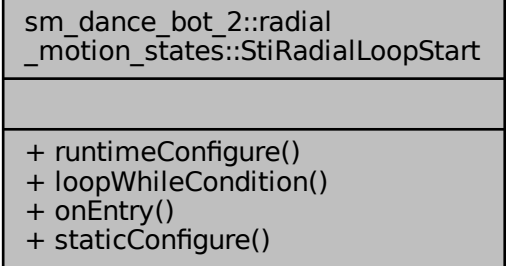 sm_dance_bot_2::radial
_motion_states::StiRadialLoopStart
+ runtimeConfigure()
+ loopWhileCondition()
+ onEntry()
+ staticConfigure()